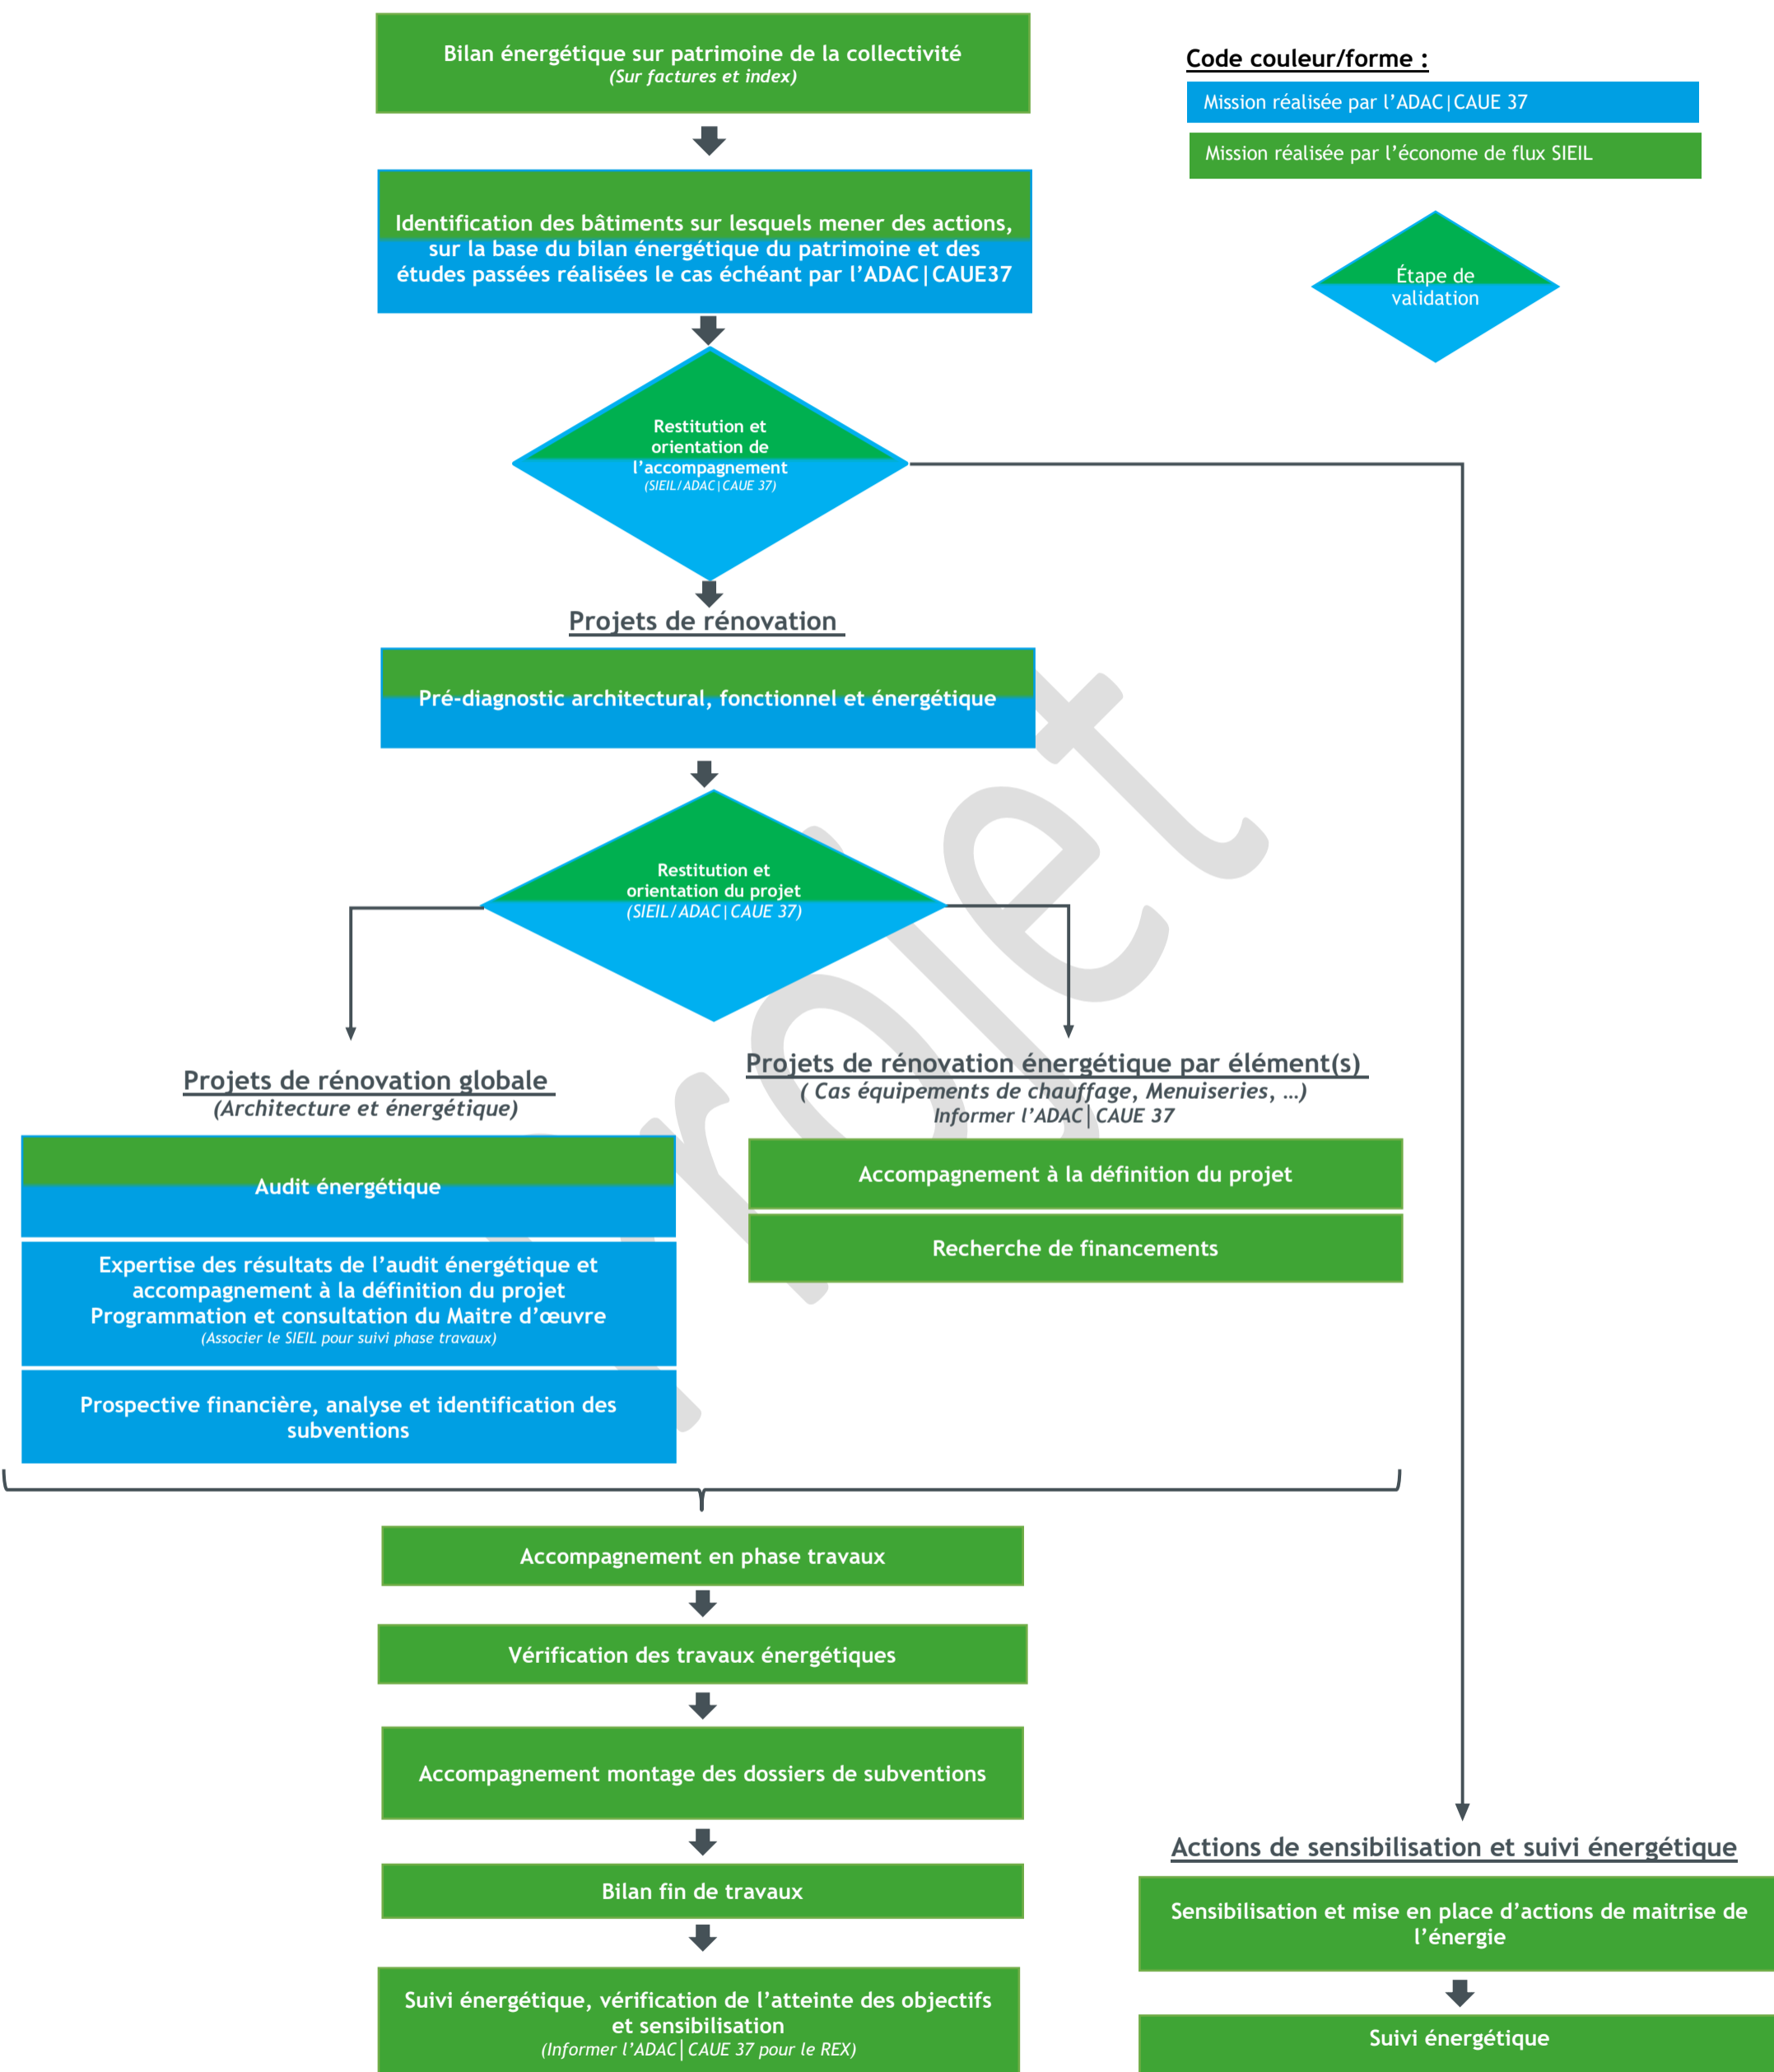 Bilan énergétique sur patrimoine de la collectivité
(Sur factures et index)
Code couleur/forme :
Mission réalisée par l'ADAC|CAUE 37
Mission réalisée par l'économe de flux SIEIL
Étape de
validation
Identification des bâtiments sur lesquels mener des actions,
sur la base du bilan énergétique du patrimoine et des
études passées réalisées le cas échéant par l'ADAC|CAUE37
Restitution et
orientation de
l'accompagnement
(SIEIL/ADAC|CAUE 37)
Projets de rénovation
Pré-diagnostic architectural, fonctionnel et énergétique
Restitution et
orientation du projet
(SIEIL/ADAC|CAUE 37)
Projets de rénovation globale
(Architecture et énergétique)
Audit énergétique
Expertise des résultats de l'audit énergétique et
accompagnement à la définition du projet
Programmation et consultation du Maitre d'œuvre
(Associer le SIEIL pour suivi phase travaux)
Prospective financière, analyse et identification des
subventions
Projets de rénovation énergétique par élément(s)
( Cas équipements de chauffage, Menuiseries, …)
Informer l'ADAC|CAUE 37
Accompagnement à la définition du projet
Recherche de financements
Accompagnement en phase travaux
Vérification des travaux énergétiques
Accompagnement montage des dossiers de subventions
Bilan fin de travaux
Suivi énergétique, vérification de l'atteinte des objectifs
et sensibilisation
(Informer l'ADAC|CAUE 37 pour le REX)
Actions de sensibilisation et suivi énergétique
Sensibilisation et mise en place d'actions de maitrise de
l'énergie
Suivi énergétique
Projet